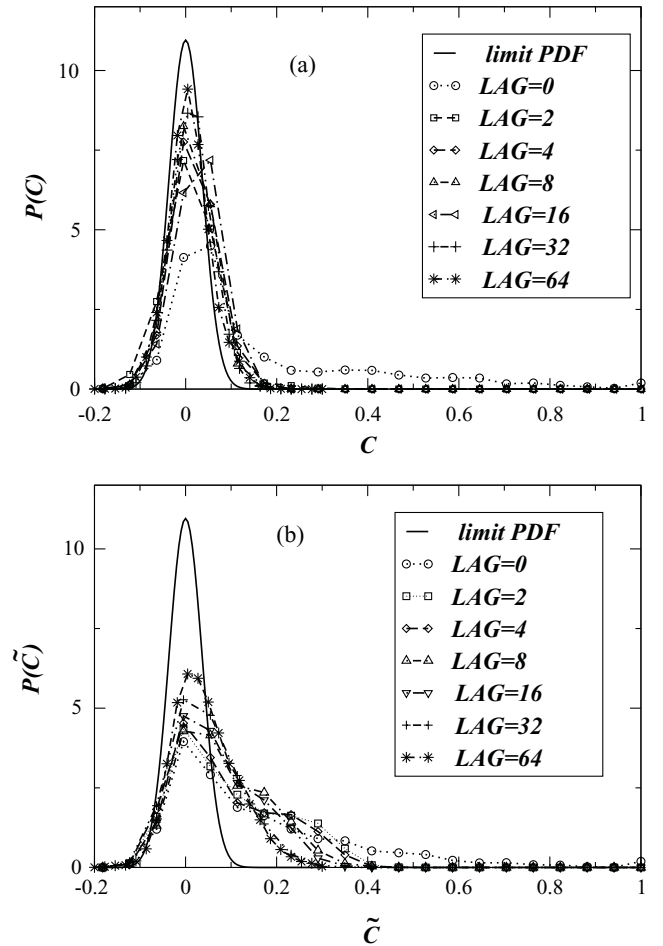 (a)
limit PDF
LAG=0
LAG=2
LAG=4
LAG=8
LAG=16
LAG=32
LAG=64
P(C)
10
5
0
-0.2 0 0.2 0.4 0.6 0.8 1
C
(b)
limit PDF
LAG=0
LAG=2
LAG=4
LAG=8
LAG=16
LAG=32
LAG=64
P(C̃)
10
5
0
-0.2 0 0.2 0.4 0.6 0.8 1
C̃